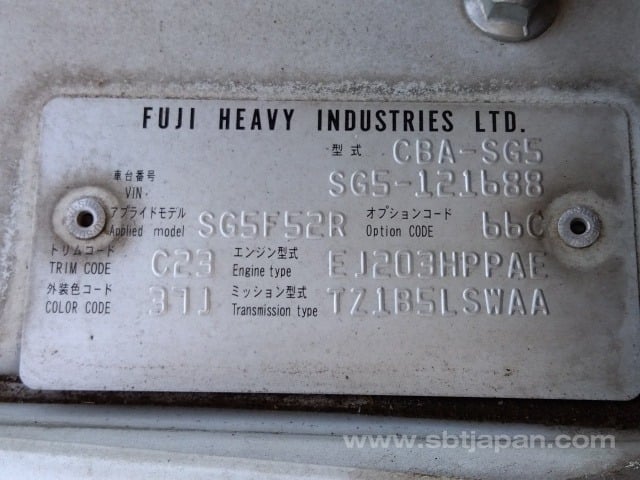 FUJI HEAVY INDUSTRIES LTD.
型式 CBA-SG5
車台番号 VIN. SG5-121688
アプライドモデル Applied model SG5F52R オプションコード Option CODE 66C
トリムコード TRIM CODE C23 エンジン型式 Engine type EJ203HPPAE
外装色コード COLOR CODE 37J ミッション型式 Transmission type TZ1B5LSWAA
www.sbtjapan.com